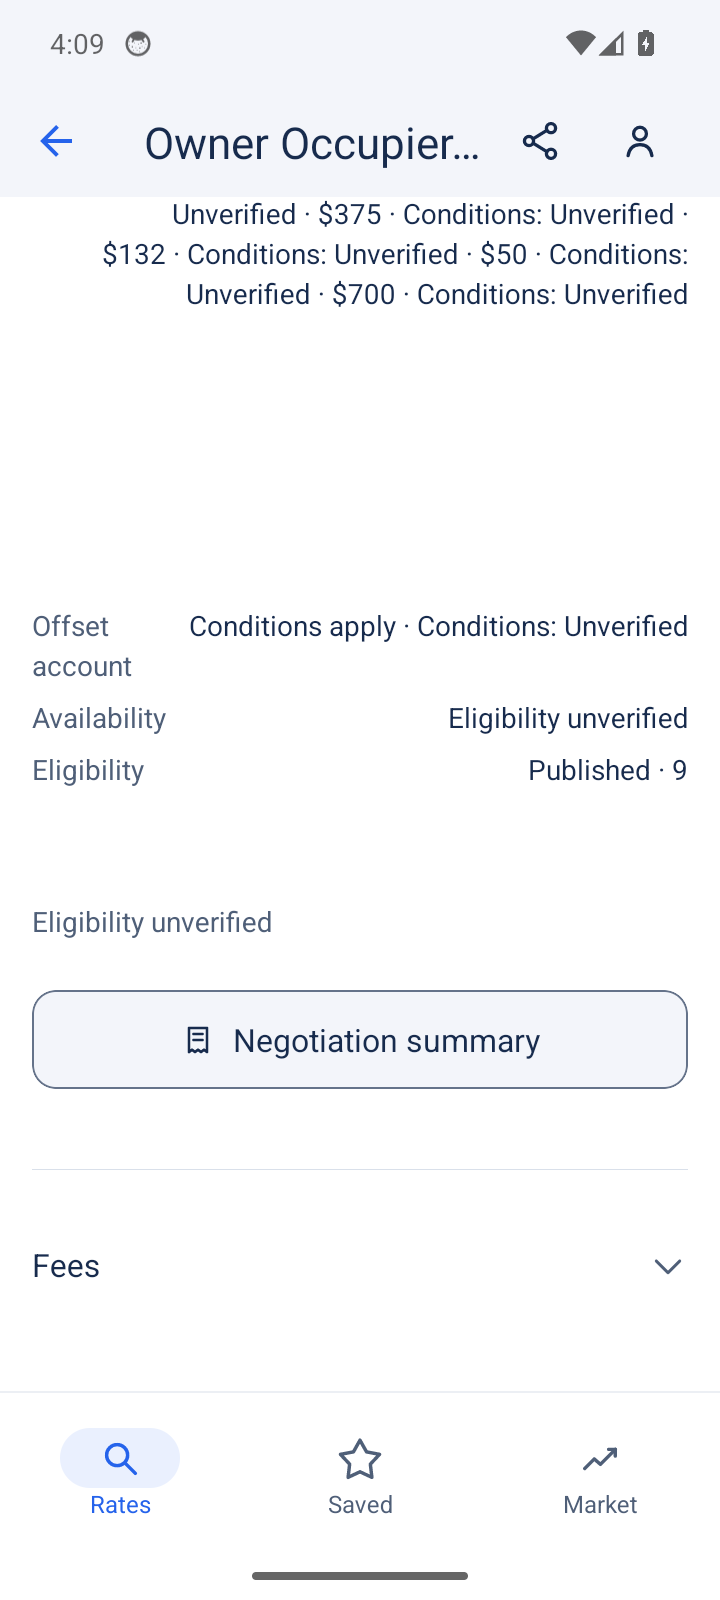 4:09
Owner Occupier...
Unverified · $375 · Conditions: Unverified ·
$132 · Conditions: Unverified · $50 · Conditions:
Unverified · $700 · Conditions: Unverified
Offset account
Conditions apply · Conditions: Unverified
Availability
Eligibility unverified
Eligibility
Published · 9
Eligibility unverified
Negotiation summary
Fees
Rates
Saved
Market